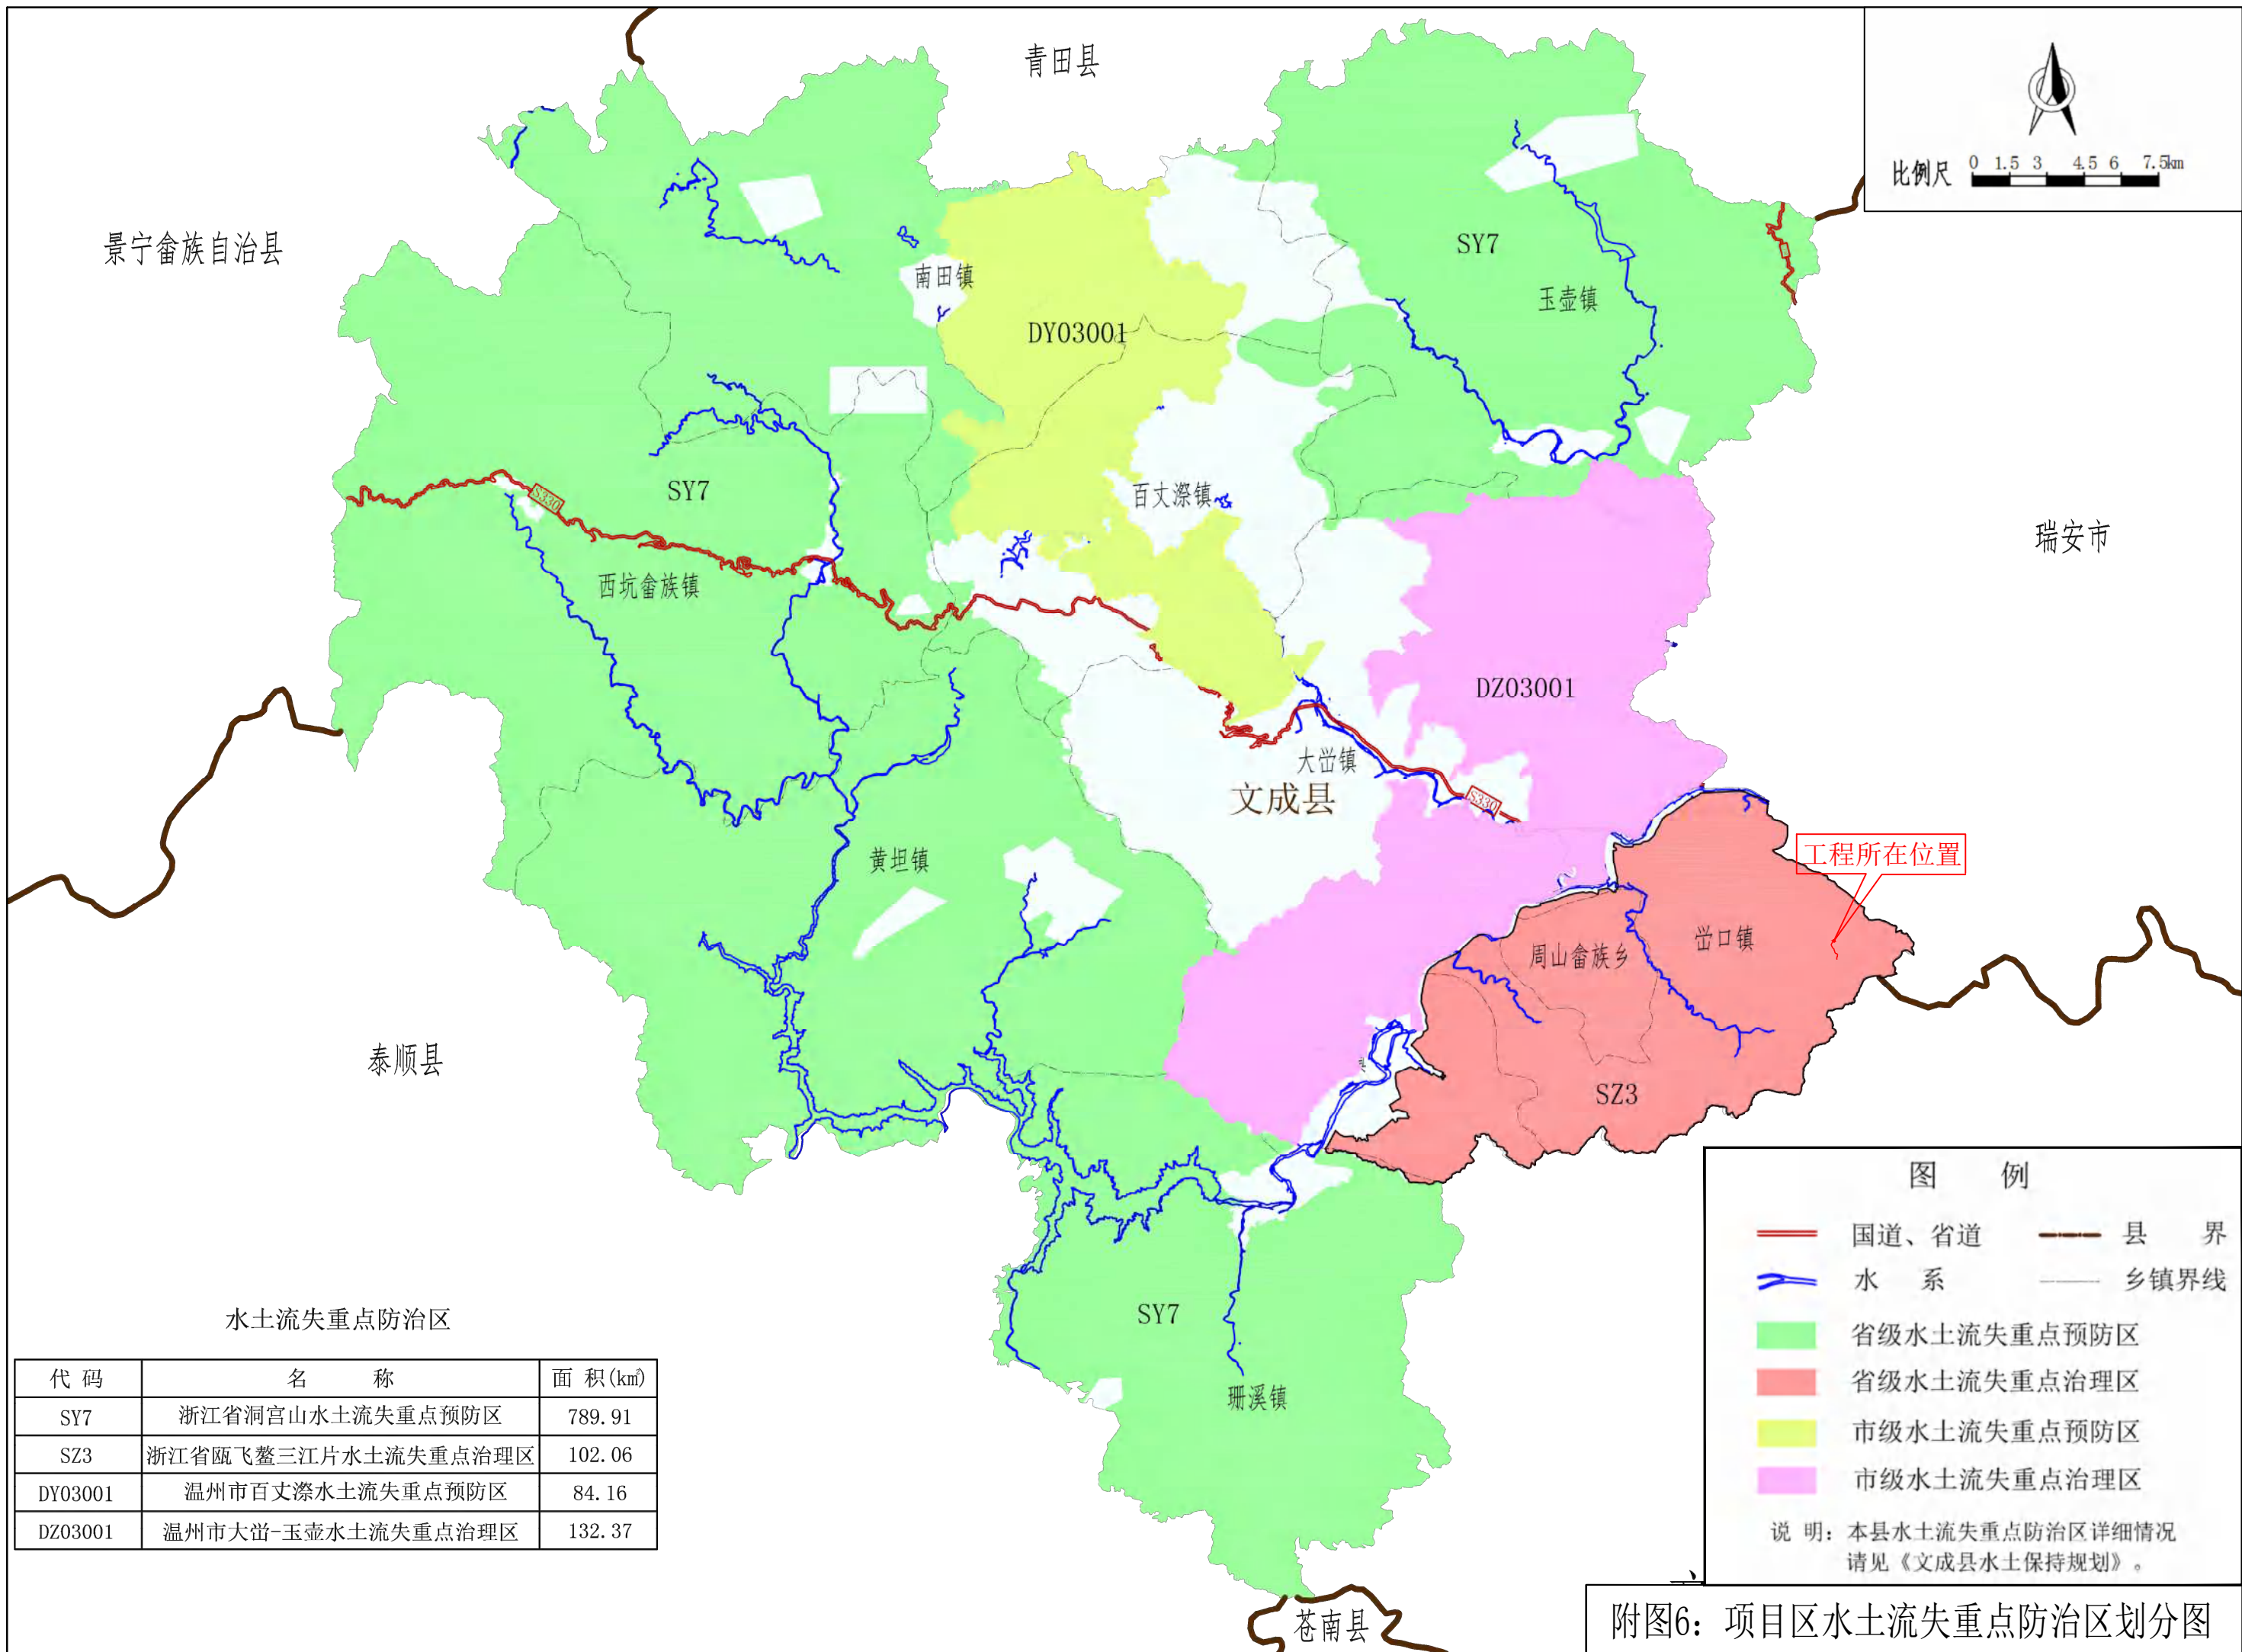 青田县
比例尺 0 1.5 3 4.5 6 7.5km
景宁畲族自治县
SY7
南田镇
玉壶镇
DY03001
SY7
百丈漈镇
S330
瑞安市
西坑畲族镇
DZ03001
大峃镇
文成县
S330
工程所在位置
黄坦镇
峃口镇
周山畲族乡
泰顺县
SZ3
SY7
珊溪镇
苍南县
水土流失重点防治区
代码 名称 面积(km²)
SY7 浙江省洞宫山水土流失重点预防区 789.91
SZ3 浙江省瓯飞鳌三江片水土流失重点治理区 102.06
DY03001 温州市百丈漈水土流失重点预防区 84.16
DZ03001 温州市大峃-玉壶水土流失重点治理区 132.37
图例
国道、省道 县界
水系 乡镇界线
省级水土流失重点预防区
省级水土流失重点治理区
市级水土流失重点预防区
市级水土流失重点治理区
说明：本县水土流失重点防治区详细情况
请见《文成县水土保持规划》。
附图6：项目区水土流失重点防治区划分图